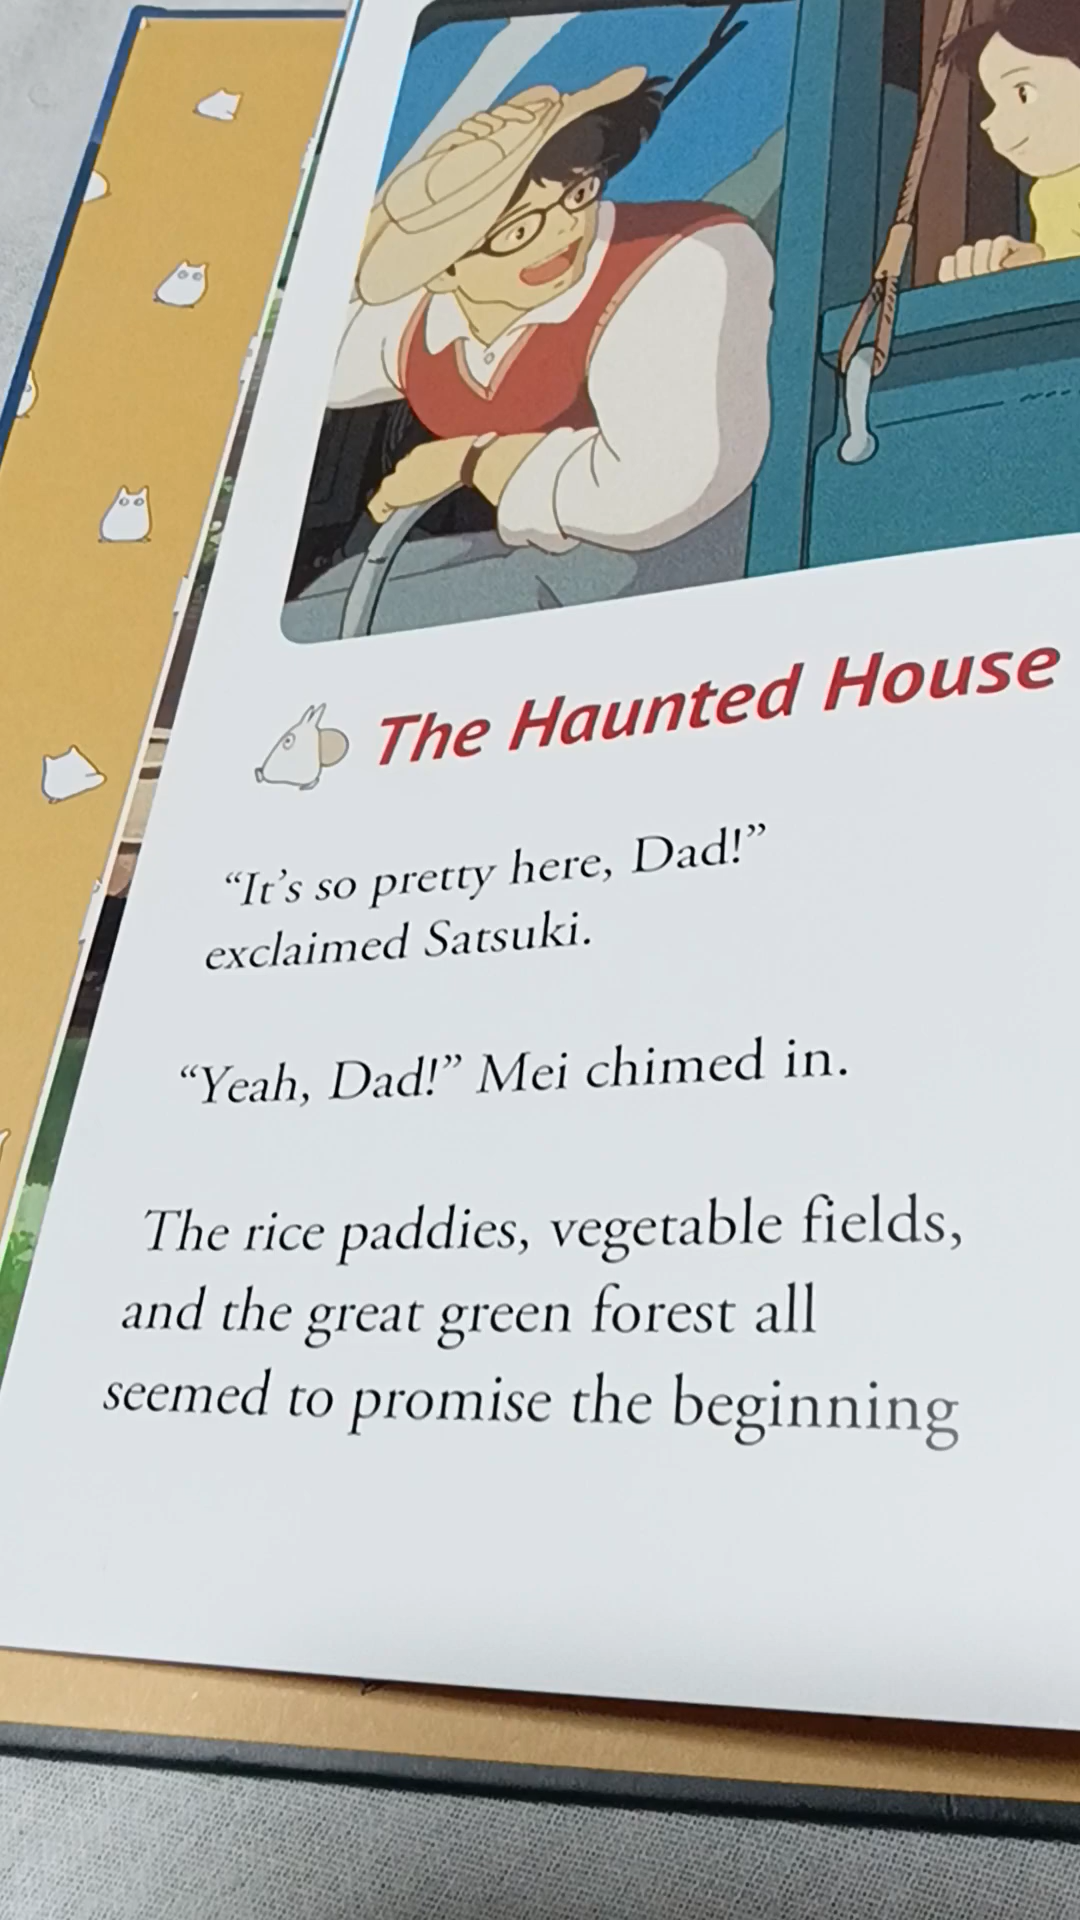 The Haunted House
“It’s so pretty here, Dad!”
exclaimed Satsuki.
“Yeah, Dad!” Mei chimed in.
The rice paddies, vegetable fields,
and the great green forest all
seemed to promise the beginning